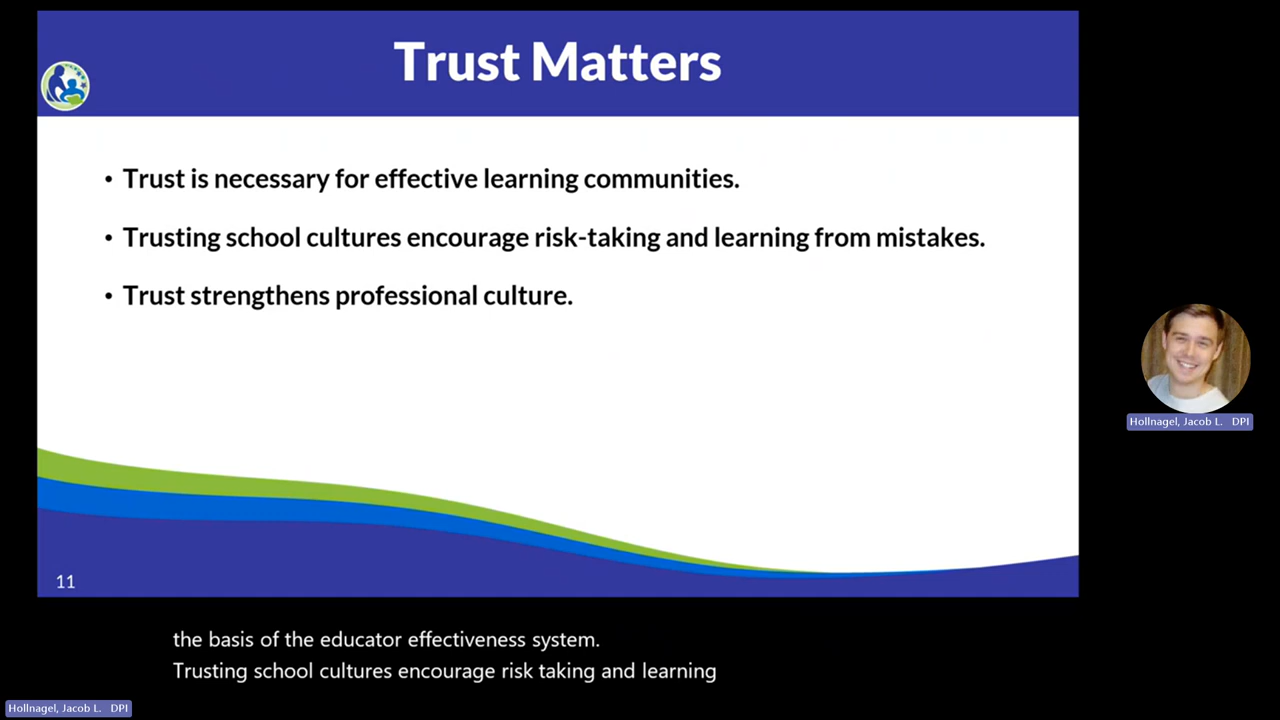 Trust Matters
• Trust is necessary for effective learning communities.
• Trusting school cultures encourage risk-taking and learning from mistakes.
• Trust strengthens professional culture.
Hollnagel, Jacob L. DPI
11
the basis of the educator effectiveness system.
Trusting school cultures encourage risk taking and learning
Hollnagel, Jacob L. DPI